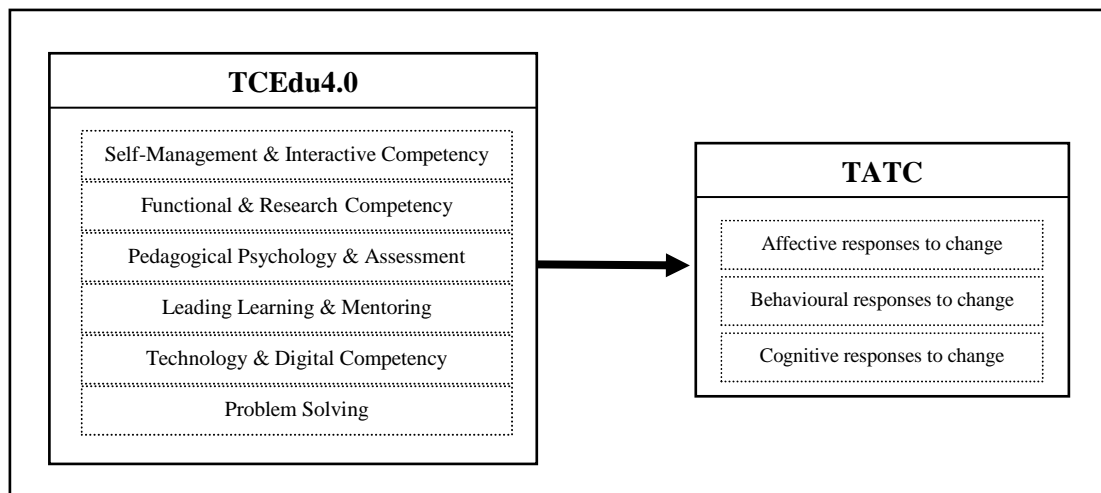 TCEdu4.0
Self-Management & Interactive Competency
Functional & Research Competency
Pedagogical Psychology & Assessment
Leading Learning & Mentoring
Technology & Digital Competency
Problem Solving
TATC
Affective responses to change
Behavioural responses to change
Cognitive responses to change